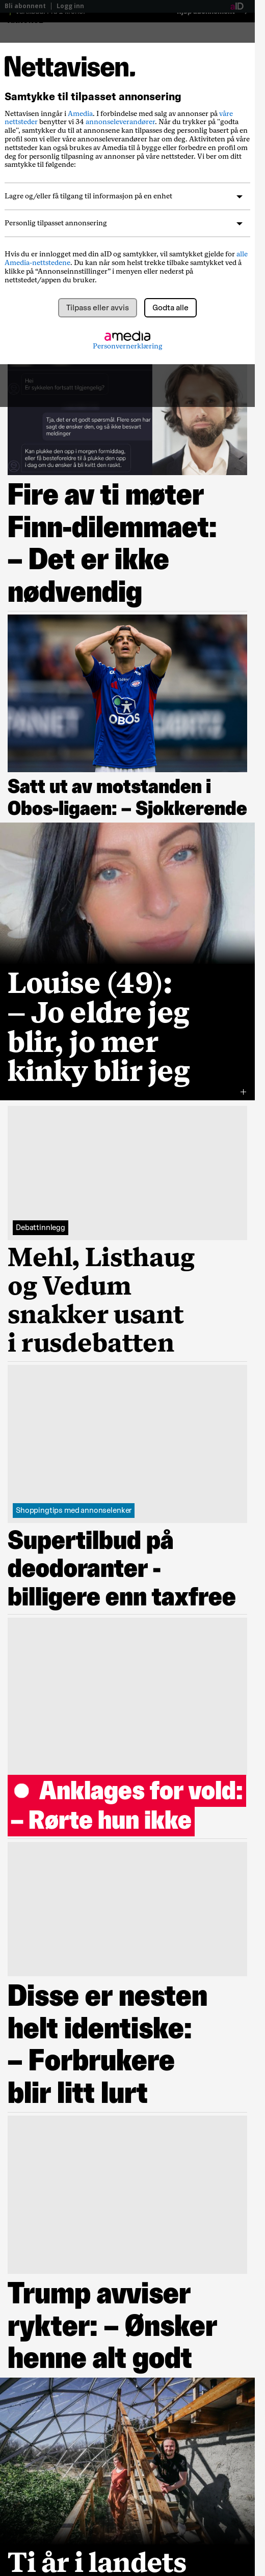 Bli abonnent | Logg inn
aID
Nettavisen.
Samtykke til tilpasset annonsering
Nettavisen inngår i Amedia. I forbindelse med salg av annonser på våre
nettsteder benytter vi 34 annonseleverandører. Når du trykker på "godta
alle", samtykker du til at annonsene kan tilpasses deg personlig basert på en
profil som vi eller våre annonseleverandører har om deg. Aktiviteten på våre
nettsteder kan også brukes av Amedia til å bygge eller forbedre en profil om
deg for personlig tilpasning av annonser på våre nettsteder. Vi ber om ditt
samtykke til følgende:
Lagre og/eller få tilgang til informasjon på en enhet
Personlig tilpasset annonsering
Hvis du er innlogget med din aID og samtykker, vil samtykket gjelde for alle
Amedia-nettstedene. Du kan når som helst trekke tilbake samtykket ved å
klikke på “Annonseinnstillinger” i menyen eller nederst på
nettstedet/appen du bruker.
Tilpass eller avvis
Godta alle
amedia
Personvernerklæring
Hei
Er sykkelen fortsatt tilgjengelig?
Tja, det er et godt spørsmål. Flere som har
sagt de ønsker den, så ikke besvart
meldinger
Kan plukke den opp i morgen formiddag,
eller få besteforeldre til å plukke den opp
i dag om du ønsker å bli kvitt den raskt.
Fire av ti møter
Finn-dilemmaet:
– Det er ikke
nødvendig
OBOS
Satt ut av motstanden i
Obos-ligaen: – Sjokkerende
Louise (49):
– Jo eldre jeg
blir, jo mer
kinky blir jeg
Debattinnlegg
Mehl, Listhaug
og Vedum
snakker usant
i rusdebatten
Shoppingtips med annonselenker
Supertilbud på
deodoranter -
billigere enn taxfree
Anklages for vold:
– Rørte hun ikke
Disse er nesten
helt identiske:
– Forbrukere
blir litt lurt
Trump avviser
rykter: – Ønsker
henne alt godt
Ti år i landets